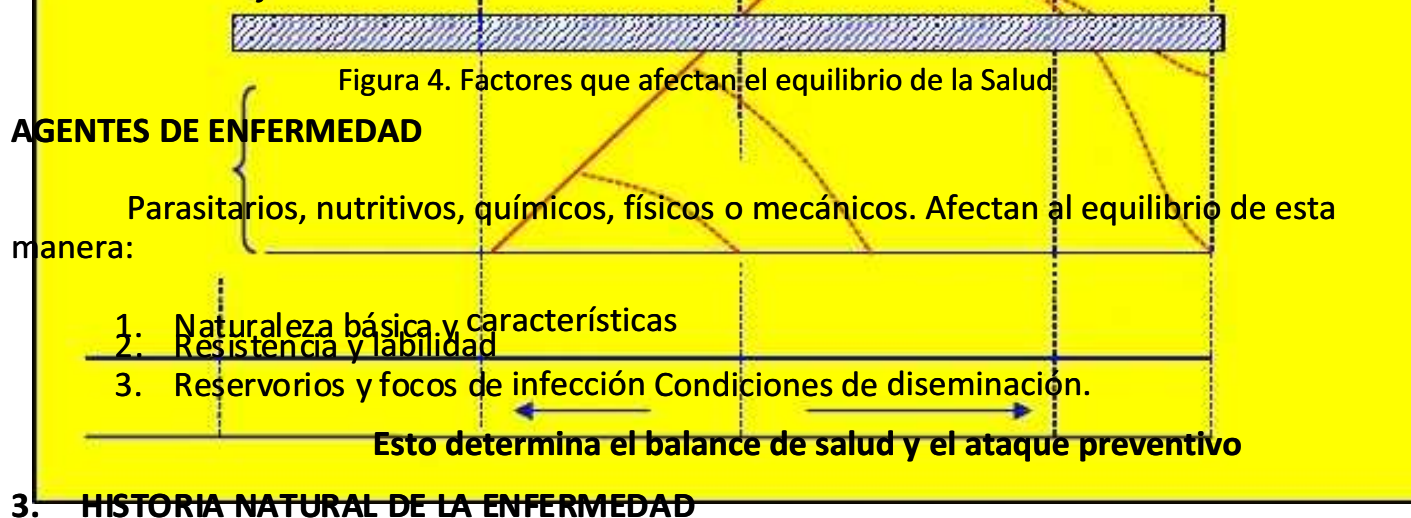 Figura 4. Factores que afectan el equilibrio de la Salud
AGENTES DE ENFERMEDAD
Parasitarios, nutritivos, químicos, físicos o mecánicos. Afectan al equilibrio de esta
manera:
1. Naturaleza básica y características
2. Resistencia y labilidad
3. Reservorios y focos de infección Condiciones de diseminación.
Esto determina el balance de salud y el ataque preventivo
3. HISTORIA NATURAL DE LA ENFERMEDAD